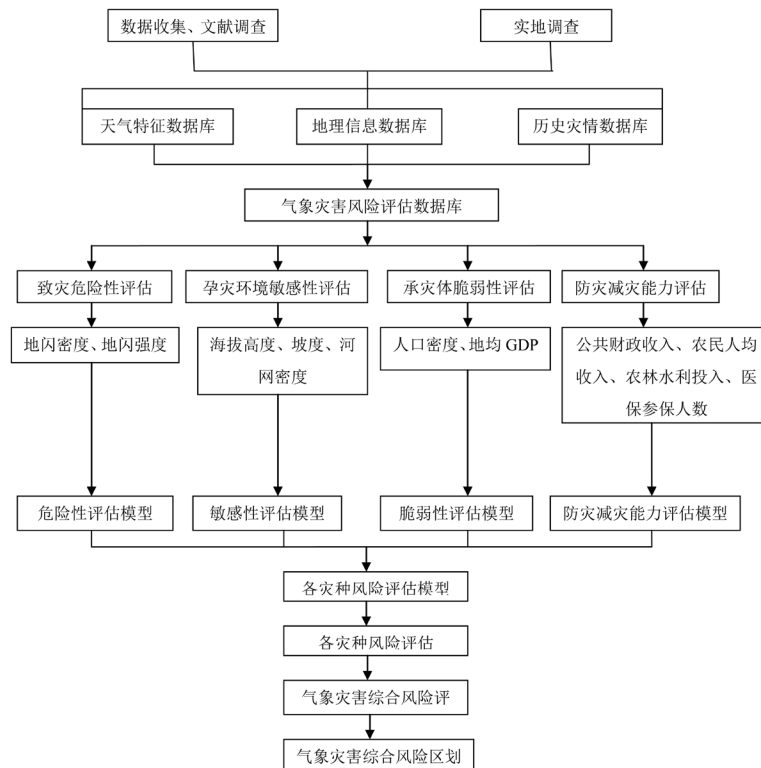 数据收集、文献调查
实地调查
天气特征数据库
地理信息数据库
历史灾情数据库
气象灾害风险评估数据库
致灾危险性评估
孕灾环境敏感性评估
承灾体脆弱性评估
防灾减灾能力评估
地闪密度、地闪强度
海拔高度、坡度、河
网密度
人口密度、地均 GDP
公共财政收入、农民人均
收入、农林水利投入、医
保参保人数
危险性评估模型
敏感性评估模型
脆弱性评估模型
防灾减灾能力评估模型
各灾种风险评估模型
各灾种风险评估
气象灾害综合风险评
气象灾害综合风险区划